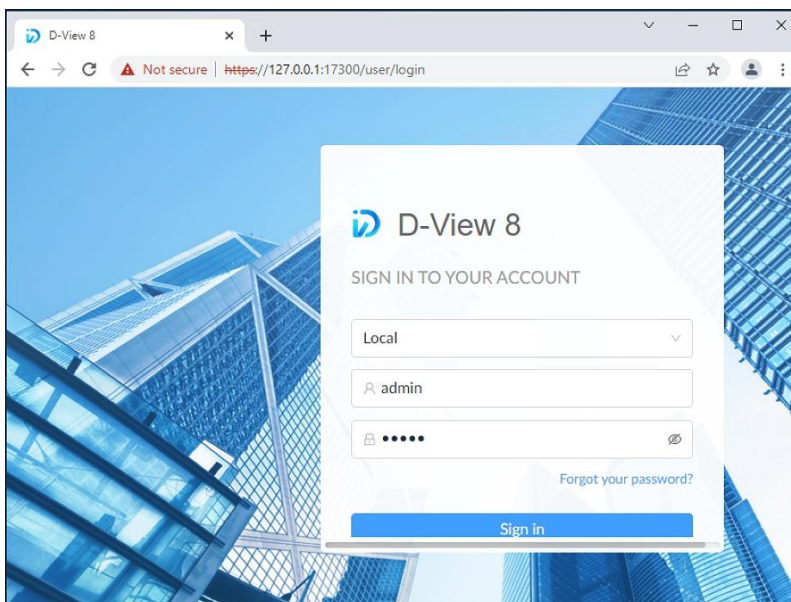 D-View 8
Not secure | https://127.0.0.1:17300/user/login
D-View 8
SIGN IN TO YOUR ACCOUNT
Local
admin
•••••
Forgot your password?
Sign in